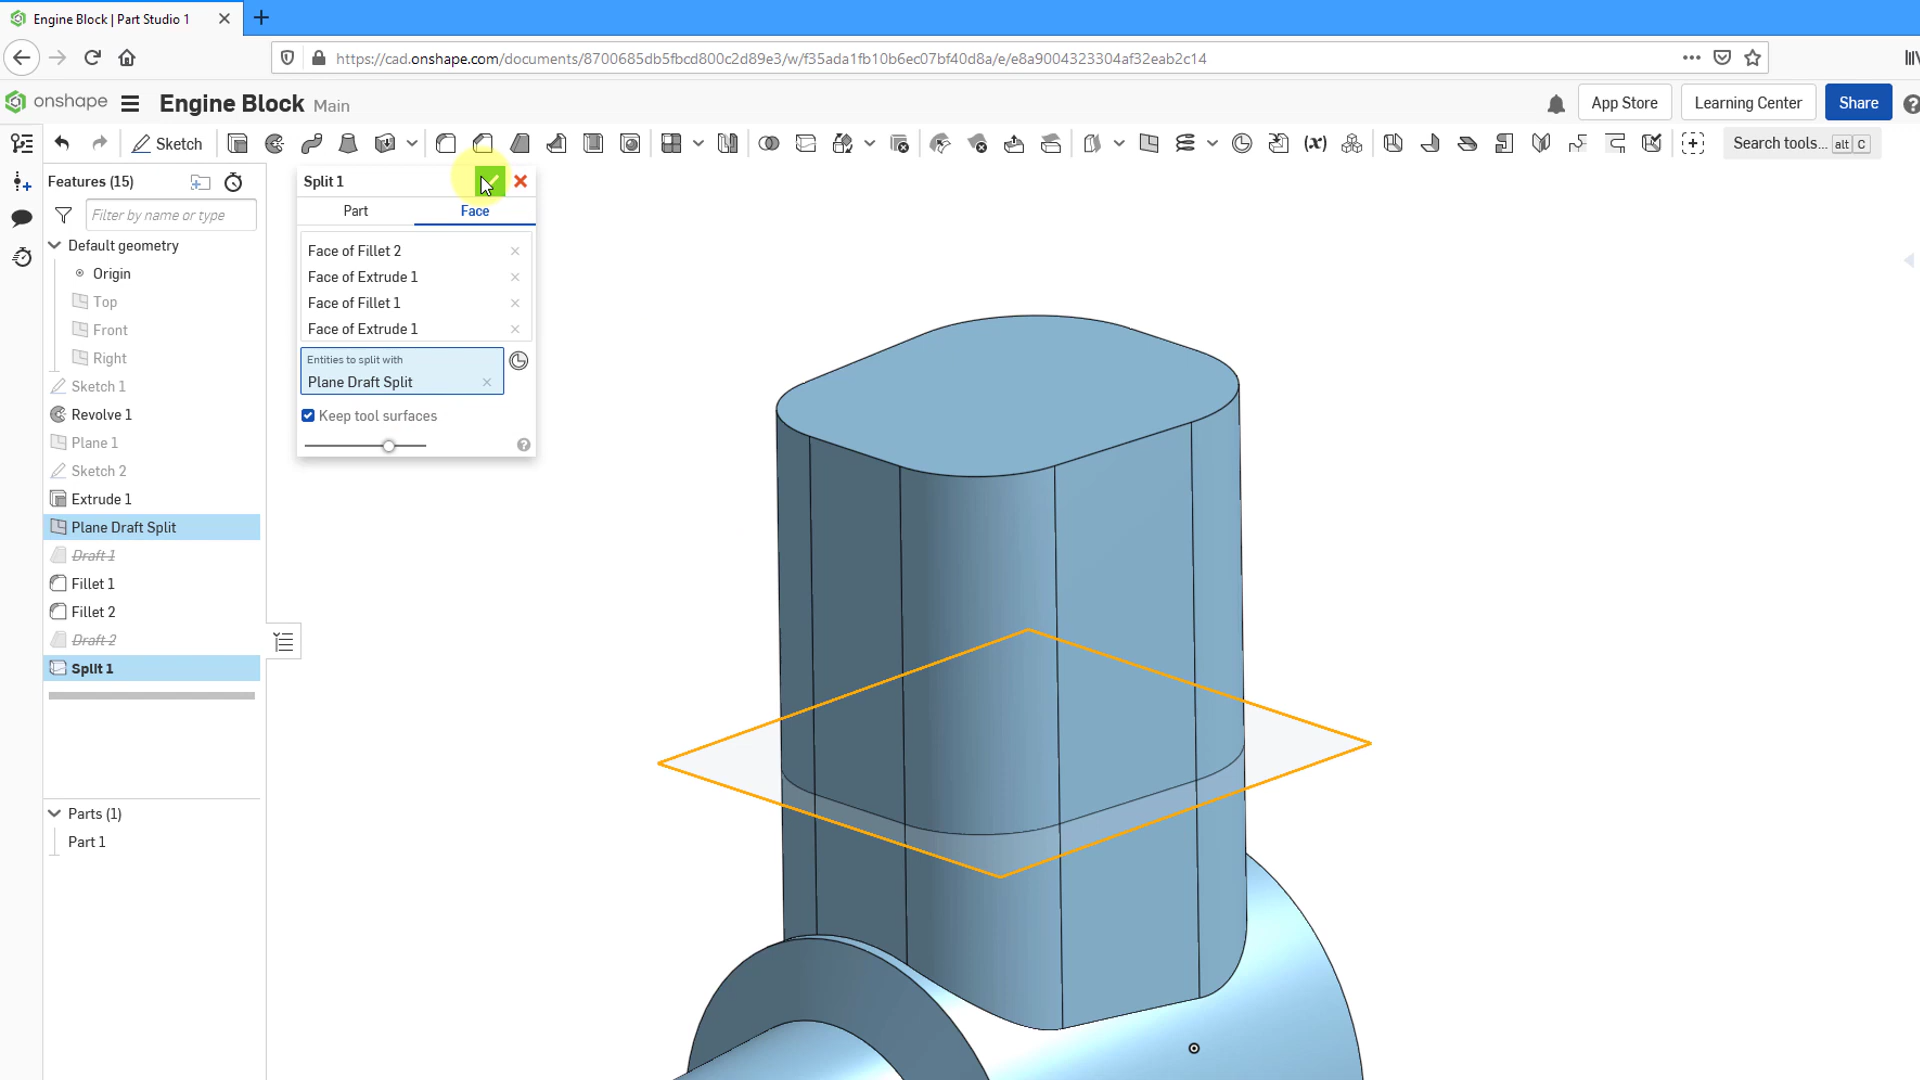 Engine Block | Part Studio 1
https://cad.onshape.com/documents/8700685db5fbcd800c2d89e3/w/f35ada1fb10b6ec07bf40d8a/e/e8a9004323304af32eab2c14
onshape Engine Block Main App Store Learning Center Share
Sketch (x) Search tools... alt C
Features (15)
Filter by name or type
Default geometry
Origin
Top
Front
Right
Sketch 1
Revolve 1
Plane 1
Sketch 2
Extrude 1
Plane Draft Split
Draft 1
Fillet 1
Fillet 2
Draft 2
Split 1
Parts (1)
Part 1
Split 1
Part Face
Face of Fillet 2
Face of Extrude 1
Face of Fillet 1
Face of Extrude 1
Entities to split with
Plane Draft Split
Keep tool surfaces